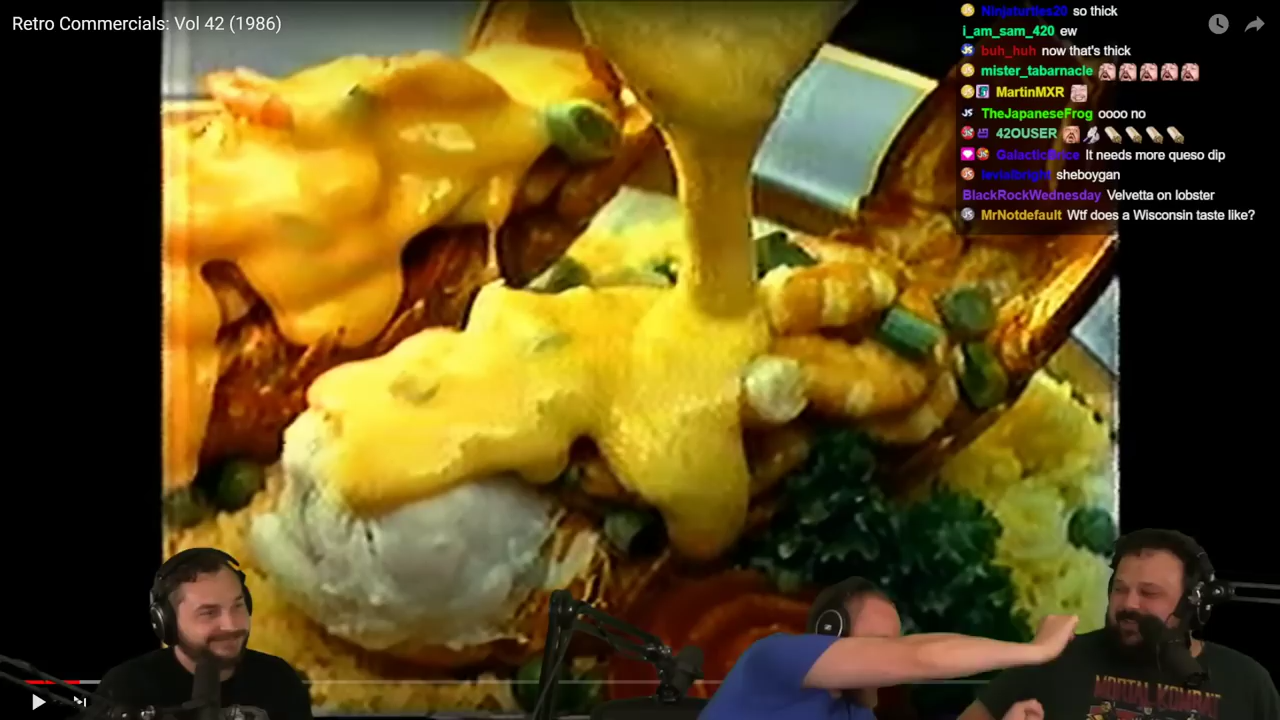 Retro Commercials: Vol 42 (1986)
Ninjaturtles20 so thick
i_am_sam_420 ew
buh_huh now that's thick
mister_tabarnacle
MartinMXR
TheJapaneseFrog oooo no
42OUSER
GalacticBrice It needs more queso dip
levialbright sheboygan
BlackRockWednesday Velvetta on lobster
MrNotdefault Wtf does a Wisconsin taste like?
MORTAL KOMBAT